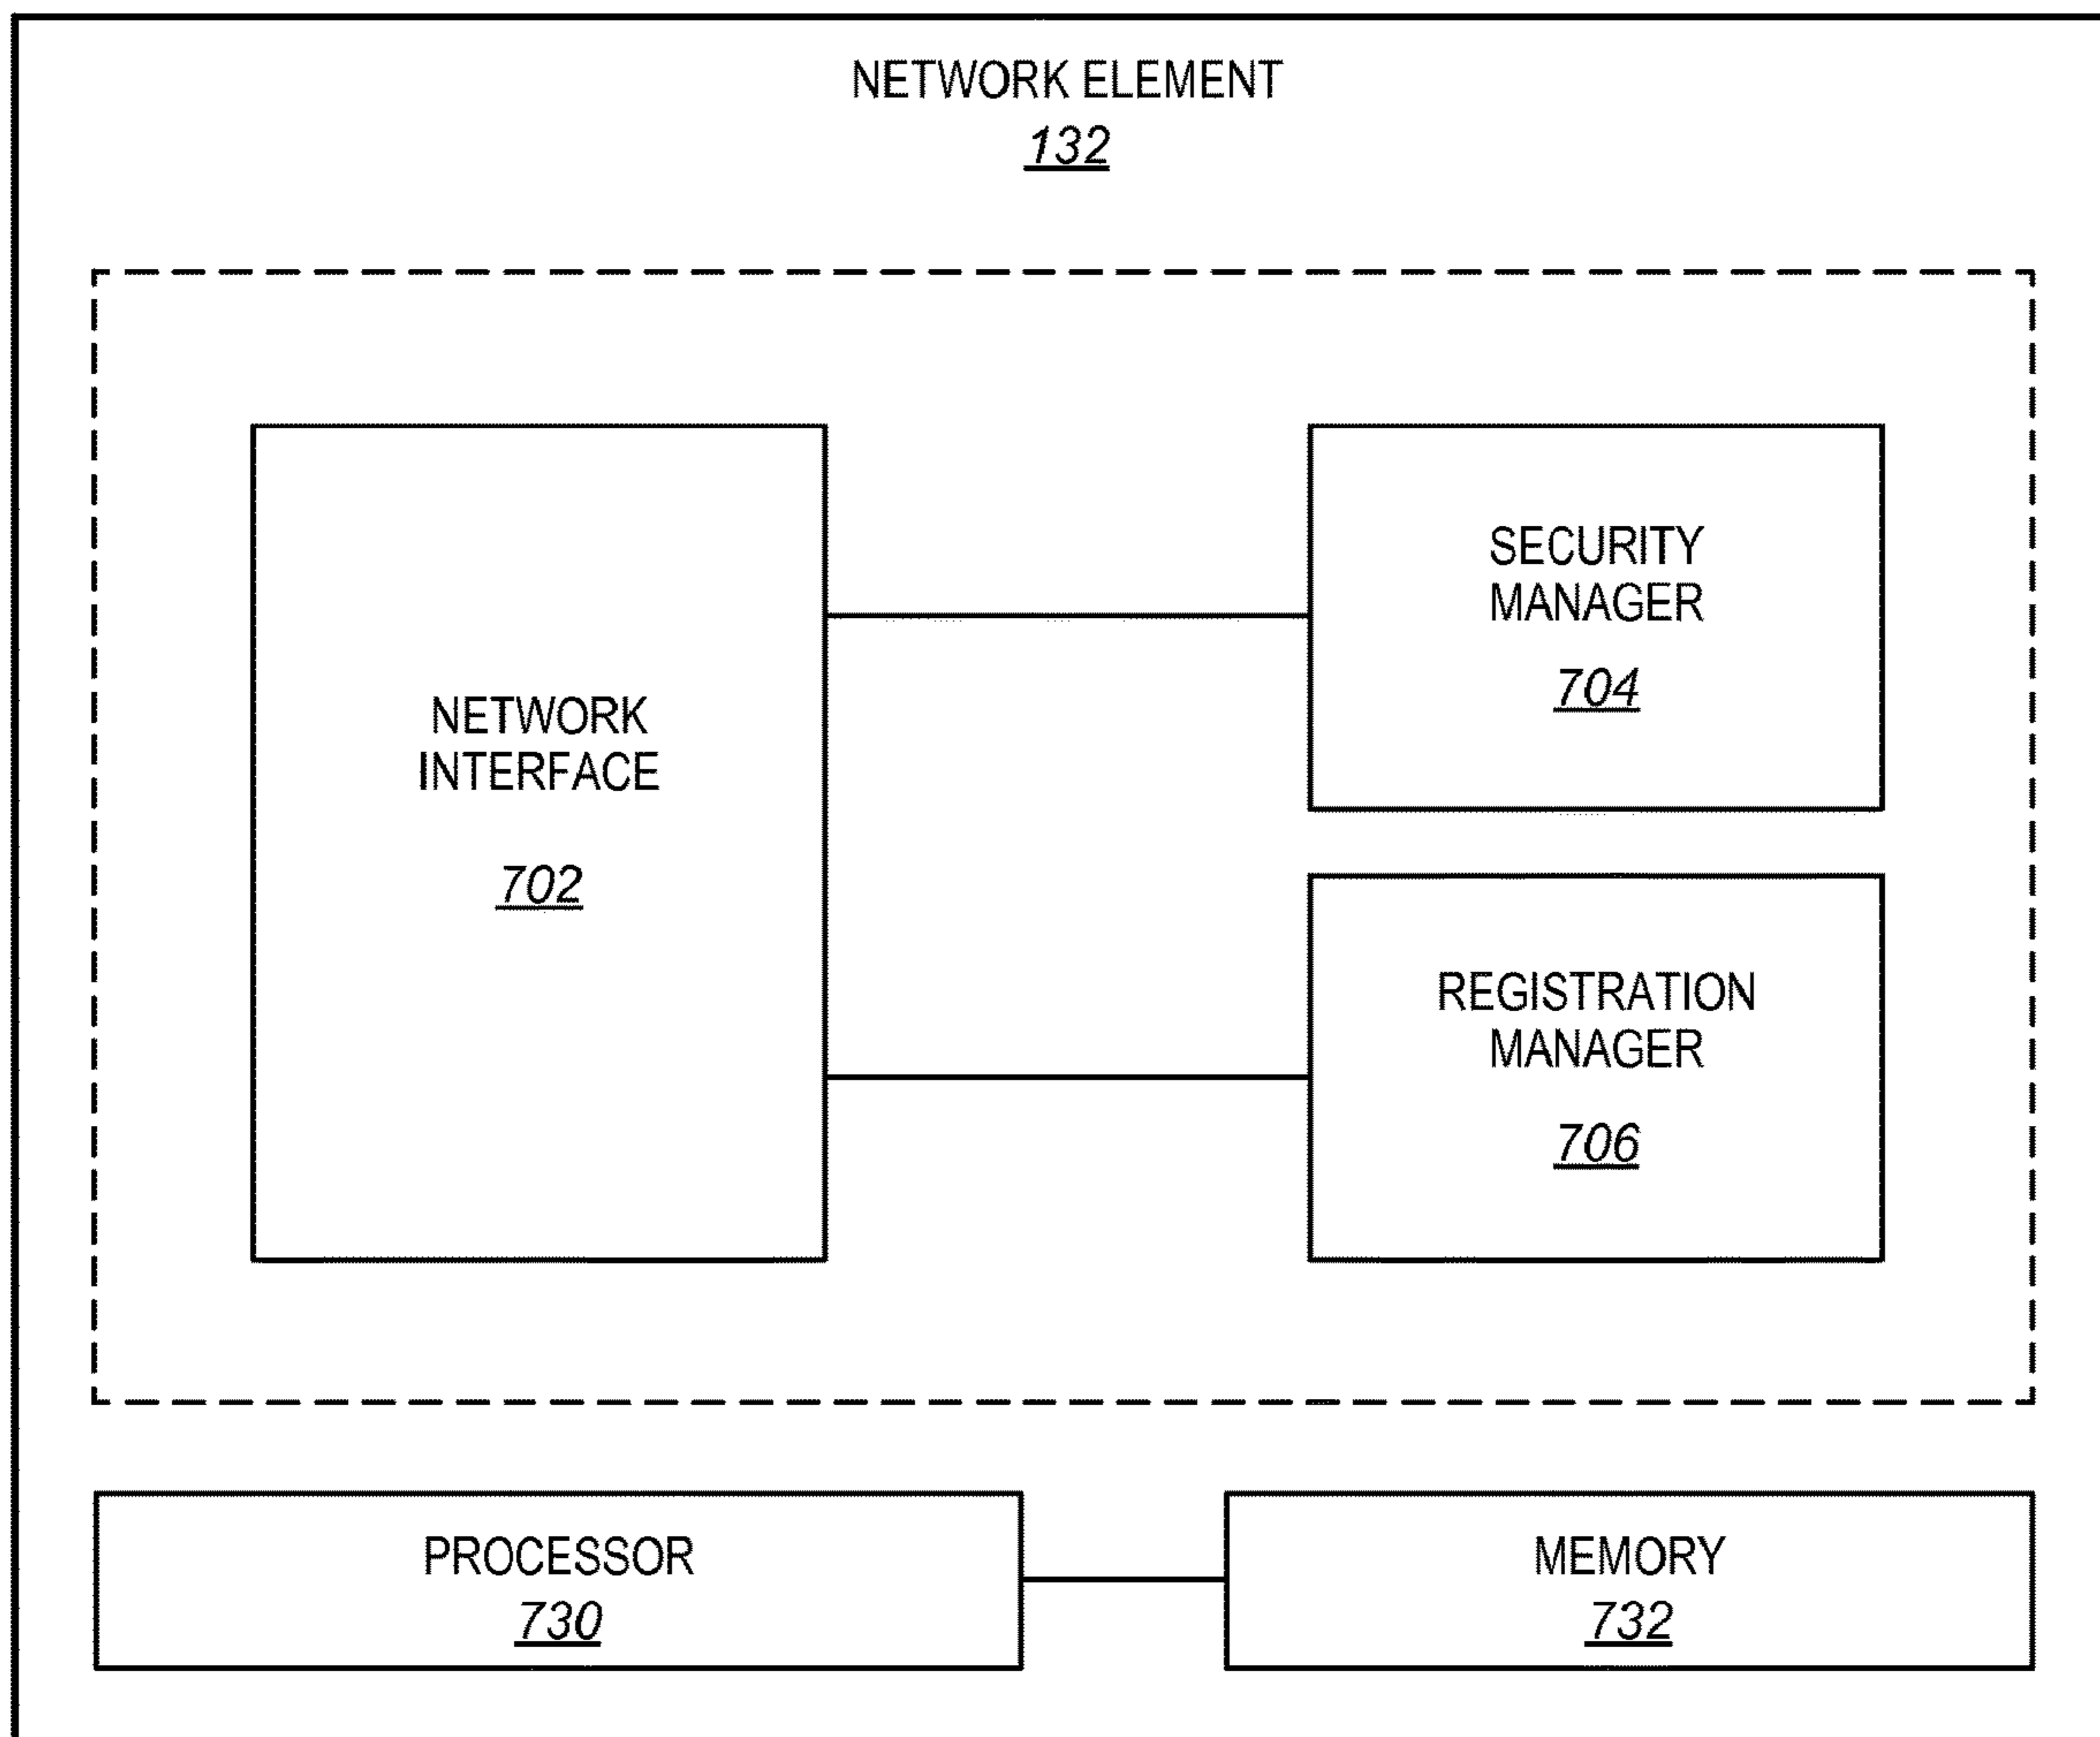 NETWORK ELEMENT
132
NETWORK
INTERFACE
702
SECURITY
MANAGER
704
REGISTRATION
MANAGER
706
PROCESSOR
730
MEMORY
732